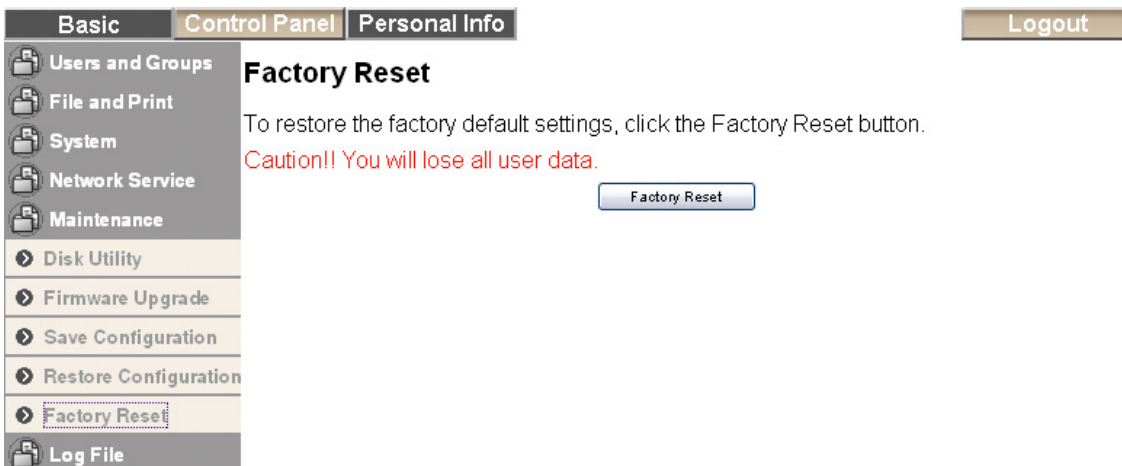 Basic
Control Panel
Personal Info
Logout
Users and Groups
File and Print
System
Network Service
Maintenance
Disk Utility
Firmware Upgrade
Save Configuration
Restore Configuration
Factory Reset
Log File
Factory Reset
To restore the factory default settings, click the Factory Reset button.
Caution!! You will lose all user data.
Factory Reset